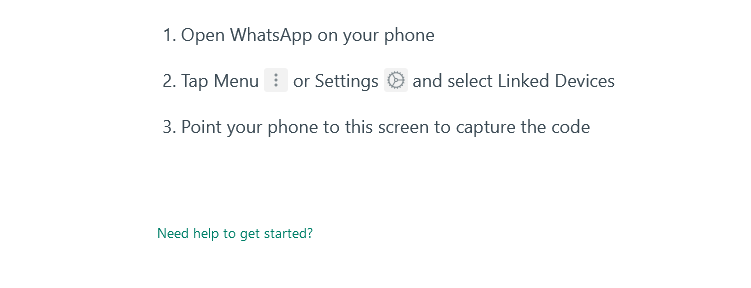 1. Open WhatsApp on your phone
2. Tap Menu or Settings and select Linked Devices
3. Point your phone to this screen to capture the code
Need help to get started?